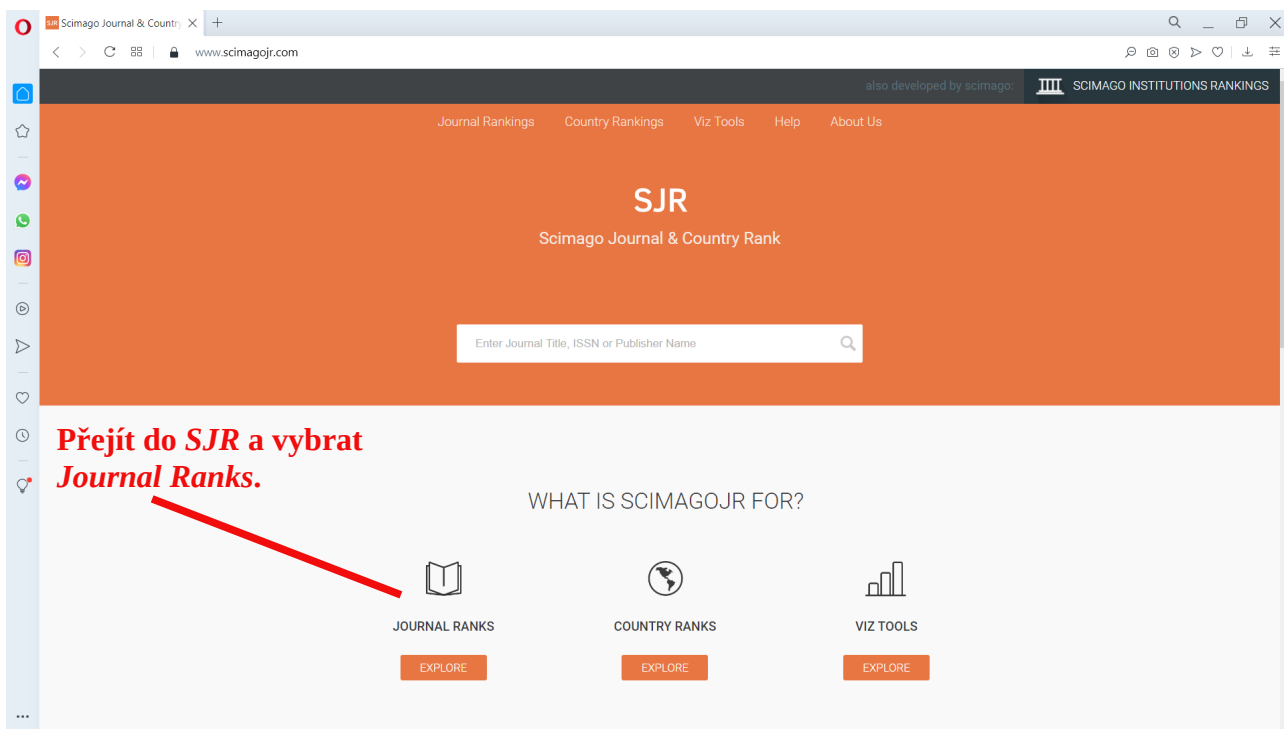 SJR Scimago Journal & Countr
www.scimagojr.com
also developed by scimago:
SCIMAGO INSTITUTIONS RANKINGS
Journal Rankings Country Rankings Viz Tools Help About Us
SJR
Scimago Journal & Country Rank
Enter Journal Title, ISSN or Publisher Name
Přejít do SJR a vybrat
Journal Ranks.
WHAT IS SCIMAGOJR FOR?
JOURNAL RANKS COUNTRY RANKS VIZ TOOLS
EXPLORE EXPLORE EXPLORE